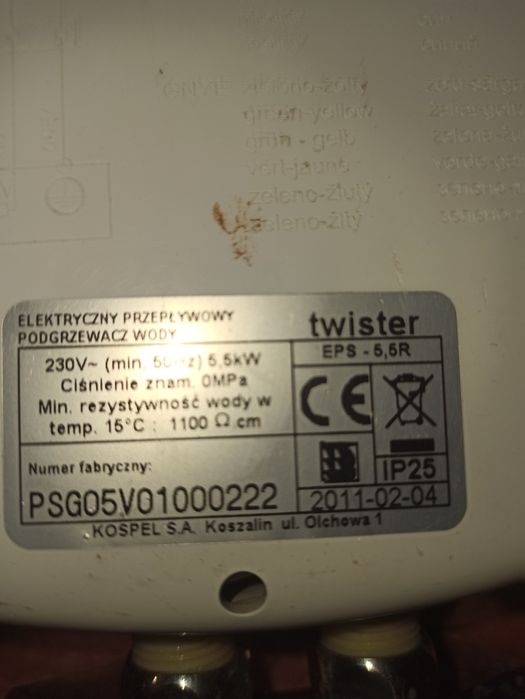 zielono-żółty
green-yellow
grün - gelb
vert-jaune
zeleno-žlutý
zeleno-žltý
ELEKTRYCZNY PRZEPŁYWOWY
PODGRZEWACZ WODY
twister
EPS - 5,5R
230V~ (min. 50Hz) 5,5kW
Ciśnienie znam. 0MPa
Min. rezystywność wody w
temp. 15°C : 1100 Ω cm
CE
Numer fabryczny:
IP25
PSG05V01000222
2011-02-04
KOSPEL S.A. Koszalin ul. Olchowa 1